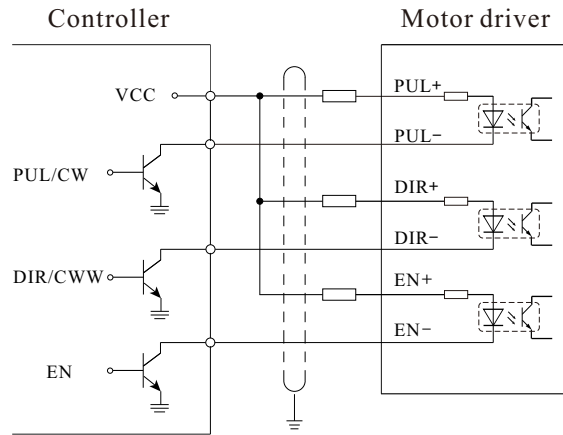 Controller
Motor driver
VCC
PUL+
PUL−
PUL/CW
DIR+
DIR−
DIR/CWW
EN+
EN−
EN